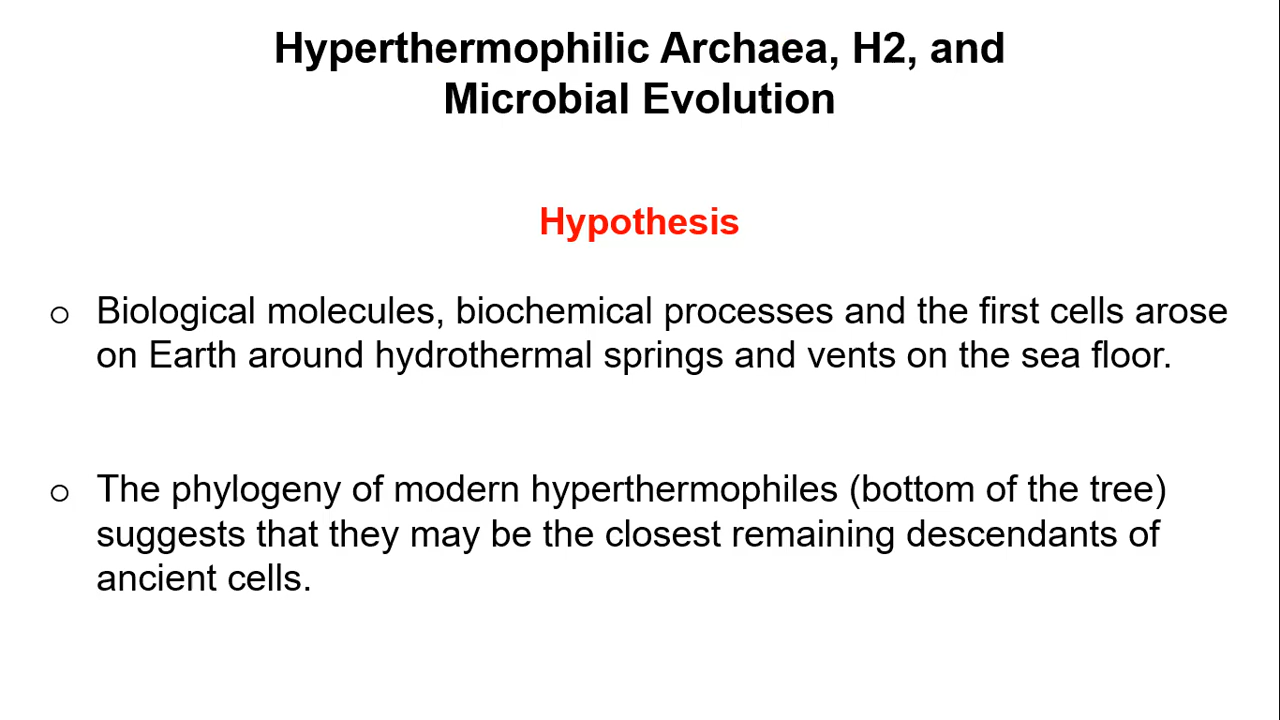 Hyperthermophilic Archaea, H2, and
Microbial Evolution
Hypothesis
o Biological molecules, biochemical processes and the first cells arose
on Earth around hydrothermal springs and vents on the sea floor.
o The phylogeny of modern hyperthermophiles (bottom of the tree)
suggests that they may be the closest remaining descendants of
ancient cells.